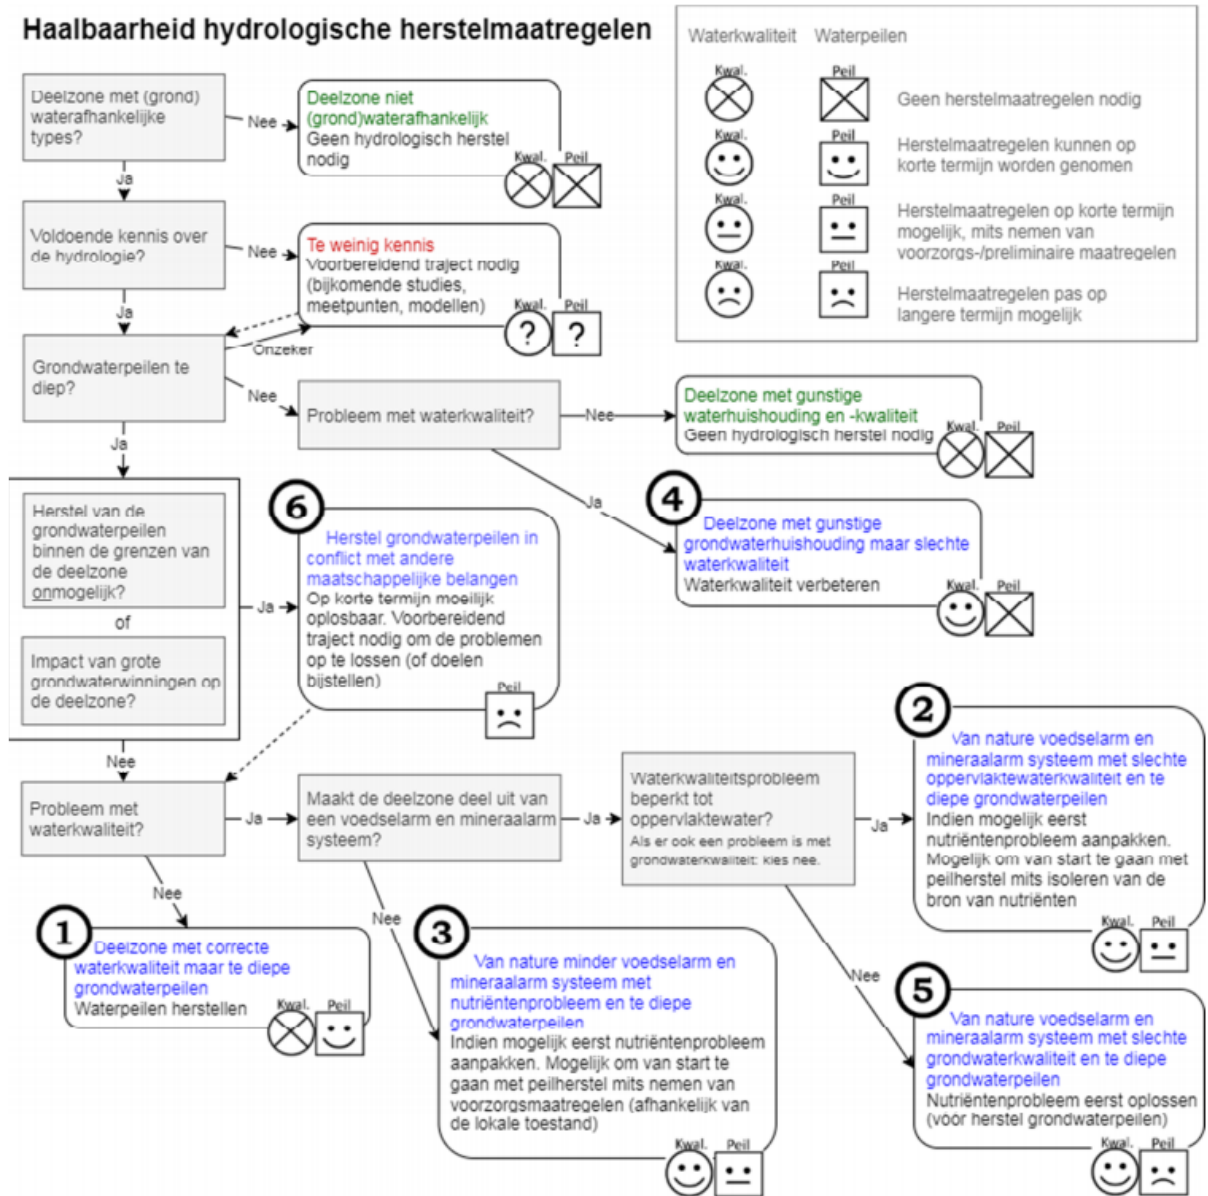 Haalbaarheid hydrologische herstelmaatregelen
Waterkwaliteit
Waterpeilen
Kwal.
Peil
Geen herstelmaatregelen nodig
Kwal.
Peil
Herstelmaatregelen kunnen op
korte termijn worden genomen
Kwal.
Peil
Herstelmaatregelen op korte termijn
mogelijk, mits nemen van
voorzorgs-/preliminaire maatregelen
Kwal.
Peil
Herstelmaatregelen pas op
langere termijn mogelijk
Deelzone met (grond)
waterafhankelijke
types?
Nee
Deelzone niet
(grond)waterafhankelijk
Geen hydrologisch herstel
nodig
Kwal.
Peil
Ja
Voldoende kennis over
de hydrologie?
Nee
Te weinig kennis
Voorbereidend traject nodig
(bijkomende studies,
meetpunten, modellen)
Kwal.
Peil
?
?
Ja
Onzeker
Grondwaterpeilen te
diep?
Nee
Probleem met waterkwaliteit?
Nee
Deelzone met gunstige
waterhuishouding en -kwaliteit
Geen hydrologisch herstel nodig
Kwal.
Peil
Ja
Ja
4
Deelzone met gunstige
grondwaterhuishouding maar slechte
waterkwaliteit
Waterkwaliteit verbeteren
Kwal.
Peil
Herstel van de
grondwaterpeilen
binnen de grenzen van
de deelzone
onmogelijk?
of
Impact van grote
grondwaterwinningen op
de deelzone?
Ja
6
Herstel grondwaterpeilen in
conflict met andere
maatschappelijke belangen
Op korte termijn moeilijk
oplosbaar. Voorbereidend
traject nodig om de problemen
op te lossen (of doelen
bijstellen)
Peil
Nee
Probleem met
waterkwaliteit?
Ja
Maakt de deelzone deel uit van
een voedselarm en mineraalarm
systeem?
Ja
Waterkwaliteitsprobleem
beperkt tot
oppervlaktewater?
Als er ook een probleem is met
grondwaterkwaliteit: kies nee.
Ja
2
Van nature voedselarm en
mineraalarm systeem met slechte
oppervlaktewaterkwaliteit en te
diepe grondwaterpeilen
Indien mogelijk eerst
nutriëntenprobleem aanpakken.
Mogelijk om van start te gaan met
peilherstel mits isoleren van de
bron van nutriënten
Kwal.
Peil
Nee
1
Deelzone met correcte
waterkwaliteit maar te diepe
grondwaterpeilen
Waterpeilen herstellen
Kwal.
Peil
Nee
3
Van nature minder voedselarm en
mineraalarm systeem met
nutriëntenprobleem en te diepe
grondwaterpeilen
Indien mogelijk eerst nutriëntenprobleem
aanpakken. Mogelijk om van start te
gaan met peilherstel mits nemen van
voorzorgsmaatregelen (afhankelijk van
de lokale toestand)
Kwal.
Peil
Nee
5
Van nature voedselarm en
mineraalarm systeem met slechte
grondwaterkwaliteit en te diepe
grondwaterpeilen
Nutriëntenprobleem eerst oplossen
(vóór herstel grondwaterpeilen)
Kwal.
Peil